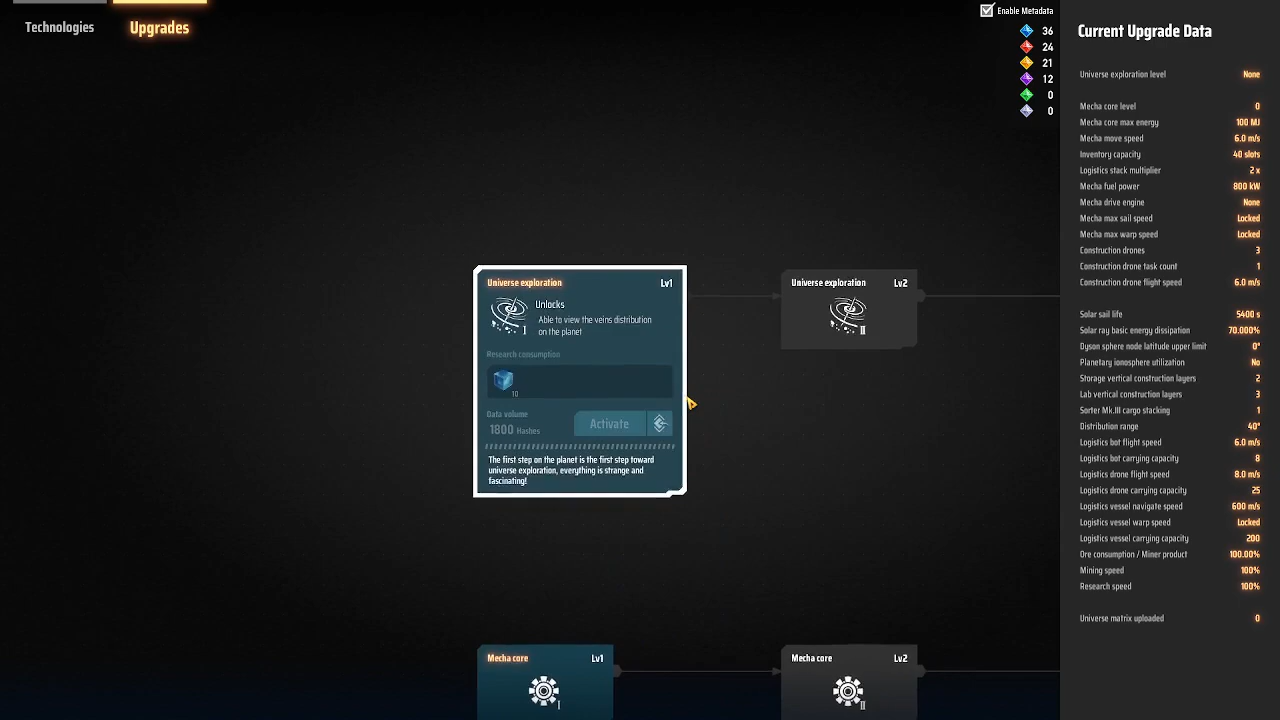 Technologies
Upgrades
Enable Metadata
36
24
21
12
0
0
Universe exploration Lv1
Unlocks
Able to view the veins distribution
on the planet
I
Research consumption
10
Data volume
1800 Hashes
Activate
The first step on the planet is the first step toward
universe exploration, everything is strange and
fascinating!
Universe exploration Lv2
II
Mecha core Lv1
I
Mecha core Lv2
II
Current Upgrade Data
Universe exploration level None
Mecha core level 0
Mecha core max energy 100 MJ
Mecha move speed 6.0 m/s
Inventory capacity 40 slots
Logistics stack multiplier 2 x
Mecha fuel power 800 kW
Mecha drive engine None
Mecha max sail speed Locked
Mecha max warp speed Locked
Construction drones 3
Construction drone task count 1
Construction drone flight speed 6.0 m/s
Solar sail life 5400 s
Solar ray basic energy dissipation 70.000%
Dyson sphere node latitude upper limit 0°
Planetary ionosphere utilization No
Storage vertical construction layers 2
Lab vertical construction layers 3
Sorter Mk.III cargo stacking 1
Distribution range 40°
Logistics bot flight speed 6.0 m/s
Logistics bot carrying capacity 8
Logistics drone flight speed 8.0 m/s
Logistics drone carrying capacity 25
Logistics vessel navigate speed 600 m/s
Logistics vessel warp speed Locked
Logistics vessel carrying capacity 200
Ore consumption / Miner product 100.00%
Mining speed 100%
Research speed 100%
Universe matrix uploaded 0